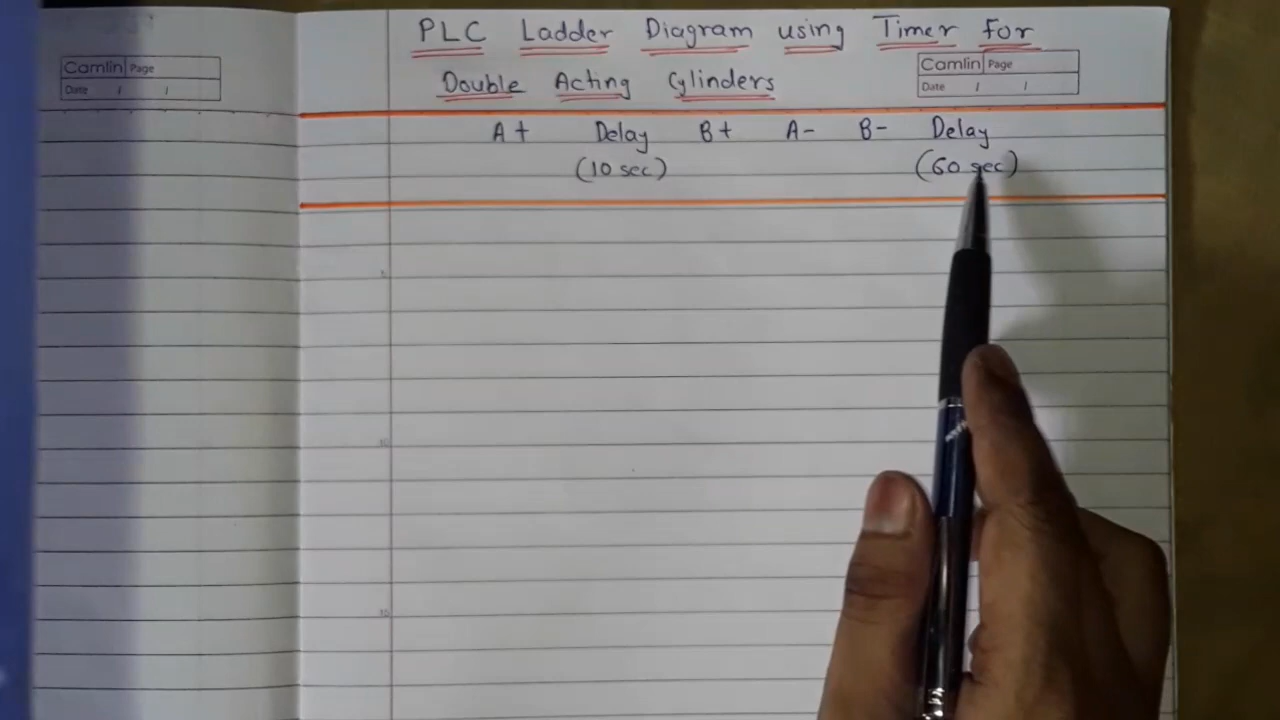 PLC Ladder Diagram using Timer For
Camlin Page
Date / /
Camlin Page
Date / /
Double Acting Cylinders
A+ Delay B+ A- B- Delay
(10 sec) (60 sec)